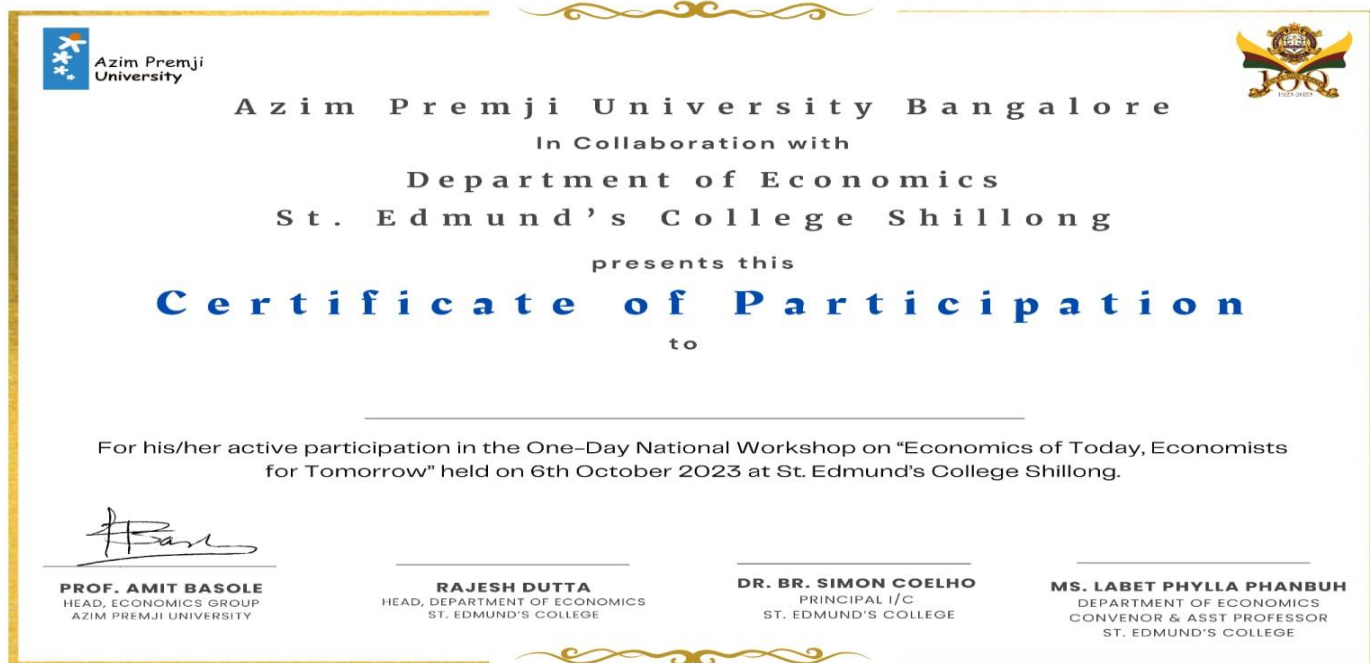 Azim Premji
University
1923-2023
Azim Premji University Bangalore
In Collaboration with
Department of Economics
St. Edmund's College Shillong
presents this
Certificate of Participation
to
For his/her active participation in the One-Day National Workshop on “Economics of Today, Economists
for Tomorrow” held on 6th October 2023 at St. Edmund's College Shillong.
PROF. AMIT BASOLE
HEAD, ECONOMICS GROUP
AZIM PREMJI UNIVERSITY
RAJESH DUTTA
HEAD, DEPARTMENT OF ECONOMICS
ST. EDMUND'S COLLEGE
DR. BR. SIMON COELHO
PRINCIPAL I/C
ST. EDMUND'S COLLEGE
MS. LABET PHYLLA PHANBUH
DEPARTMENT OF ECONOMICS
CONVENOR & ASST PROFESSOR
ST. EDMUND'S COLLEGE